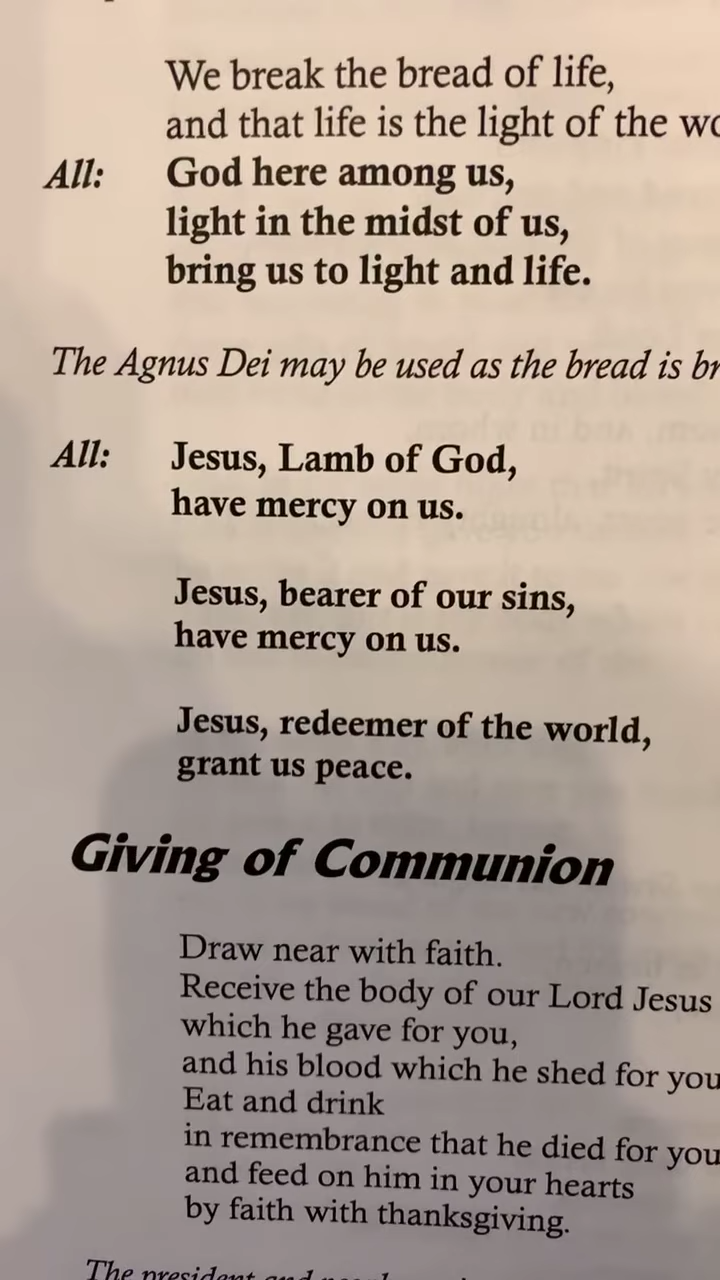 We break the bread of life,
and that life is the light of the
All: God here among us,
light in the midst of us,
bring us to light and life.
The Agnus Dei may be used as the bread is
All: Jesus, Lamb of God,
have mercy on us.
Jesus, bearer of our sins,
have mercy on us.
Jesus, redeemer of the world,
grant us peace.
Giving of Communion
Draw near with faith.
Receive the body of our Lord Jesus
which he gave for you,
and his blood which he shed for you
Eat and drink
in remembrance that he died for you
and feed on him in your hearts
by faith with thanksgiving.
The president and